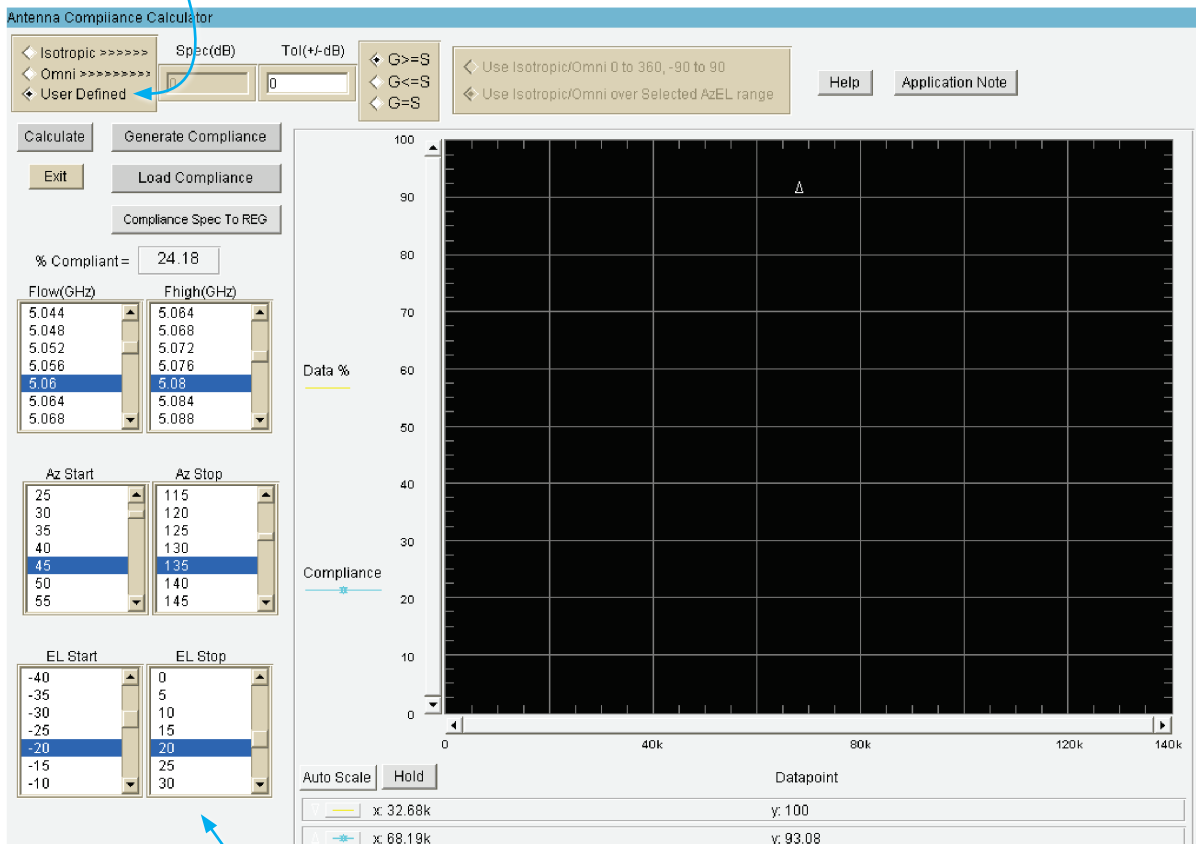 Antenna Compiiance Calculator
Isotropic >>>>>> Spec(dB) Tol(+/-dB)
Omni >>>>>>>>> 0 0
User Defined
G>=S
G<=S
G=S
Use Isotropic/Omni 0 to 360, -90 to 90
Use Isotropic/Omni over Selected AzEL range
Help Application Note
Calculate Generate Compliance
Exit Load Compliance
Compliance Spec To REG
% Compliant = 24.18
Flow(GHz) Fhigh(GHz)
5.044 5.064
5.048 5.068
5.052 5.072
5.056 5.076
5.06 5.08
5.064 5.084
5.068 5.088
Az Start Az Stop
25 115
30 120
35 125
40 130
45 135
50 140
55 145
EL Start EL Stop
-40 0
-35 5
-30 10
-25 15
-20 20
-15 25
-10 30
Data %
Compliance
100
90
80
70
60
50
40
30
20
10
0
0 40k 80k 120k 140k
Auto Scale Hold Datapoint
x: 32.68k y: 100
x: 68.19k y: 93.08